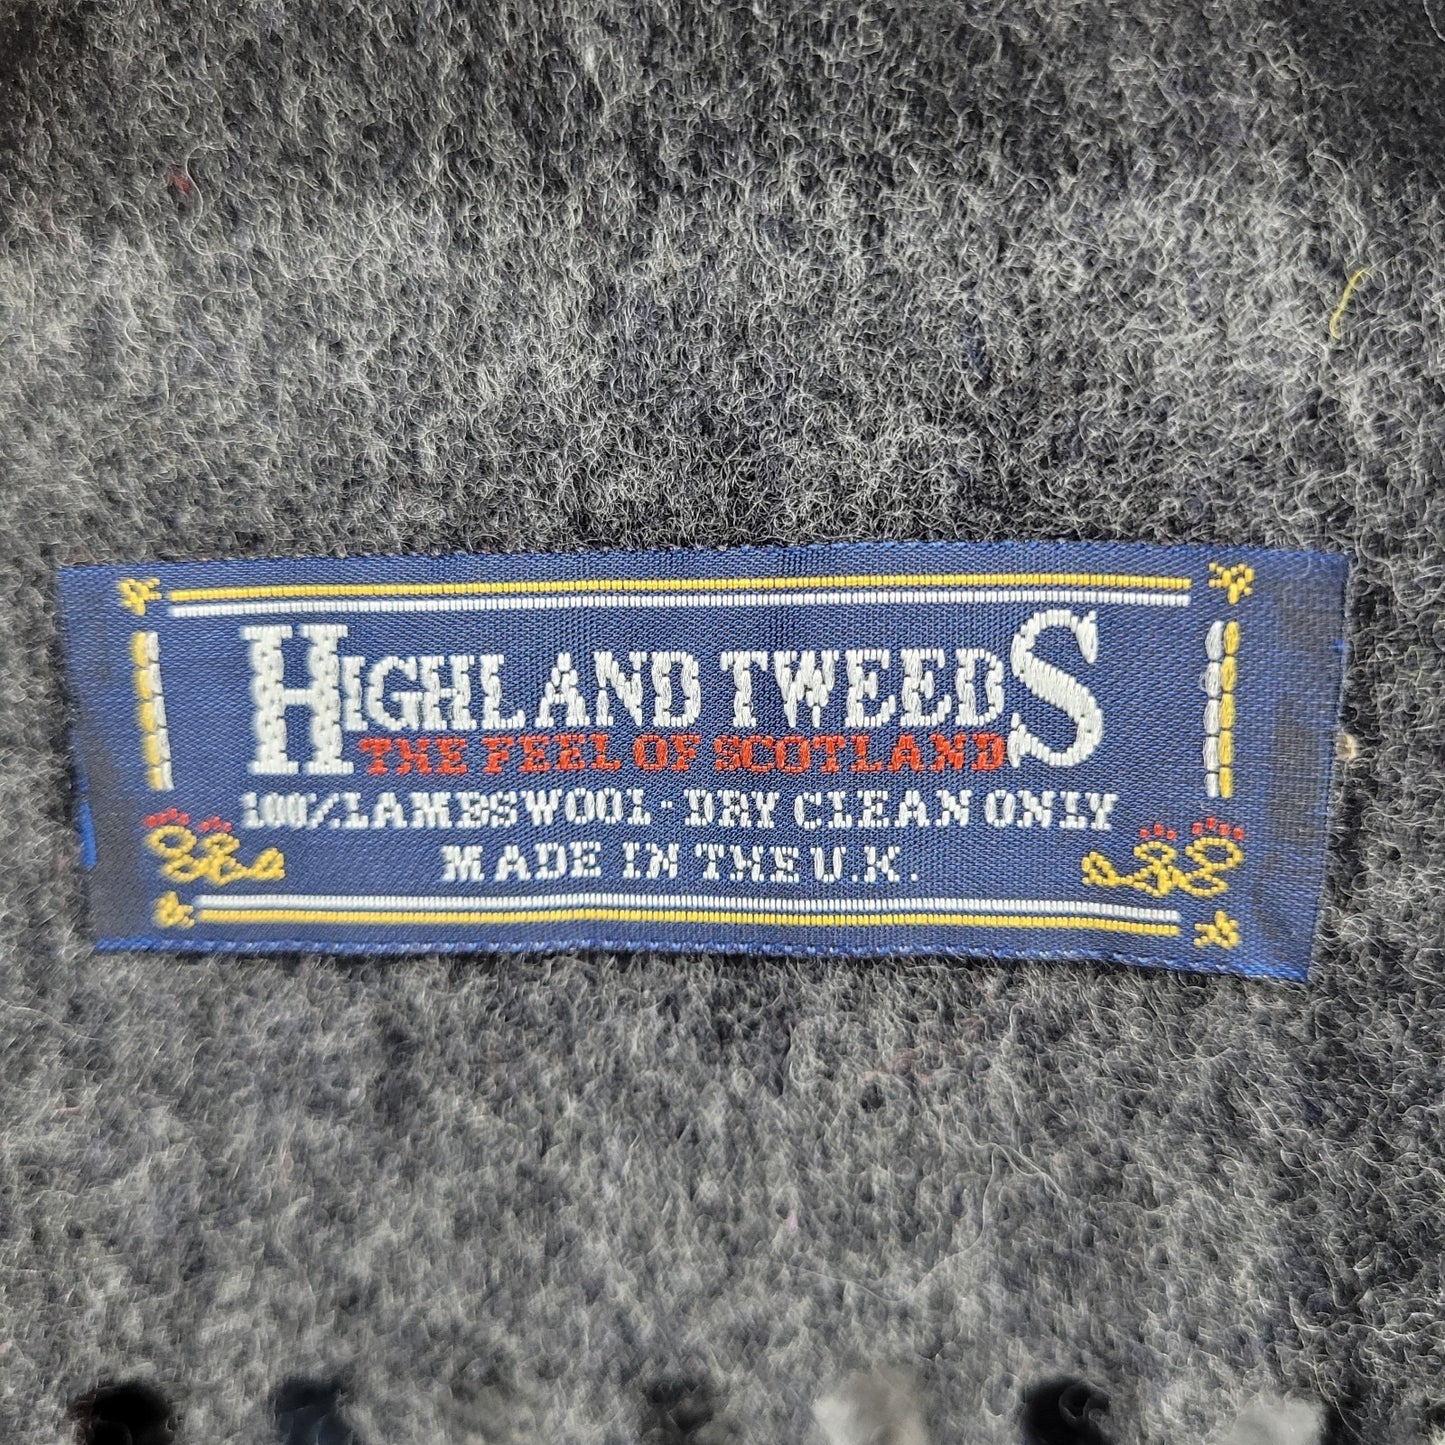 HIGHLAND TWEEDS
THE FEEL OF SCOTLAND
100% LAMBSWOOL - DRY CLEAN ONLY
MADE IN THE U.K.